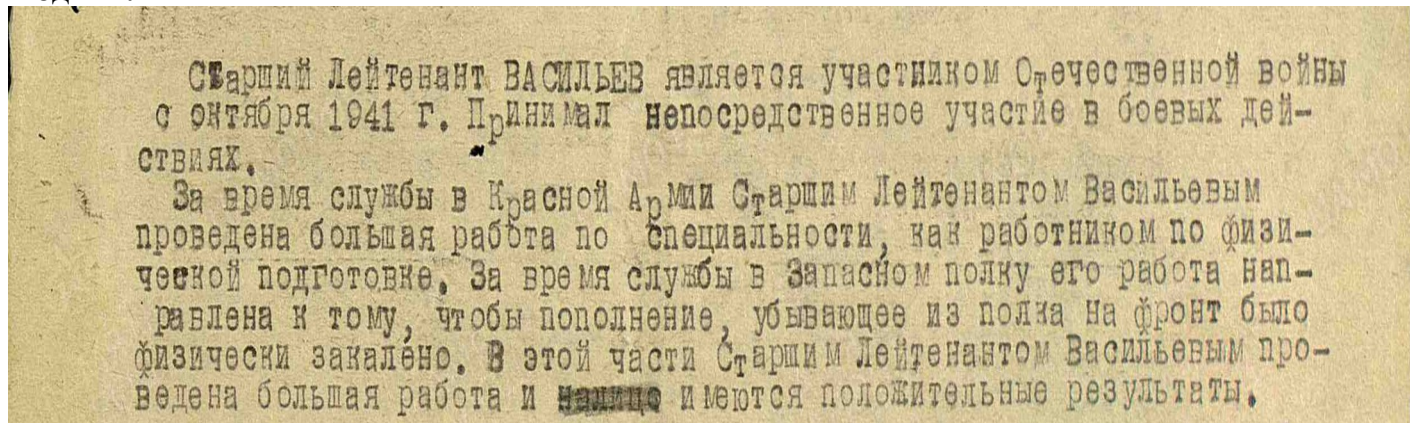 Старший Лейтенант ВАСИЛЬЕВ является участником Отечественной войны
с октября 1941 г. Принимал непосредственное участие в боевых дей-
ствиях.
За время службы в Красной Армии Старшим Лейтенантом Васильевым
проведена большая работа по специальности, как работником по физи-
ческой подготовке. За время службы в Запасном полку его работа нап-
равлена к тому, чтобы пополнение, убывающее из полка на фронт было
физически закалено. В этой части Старшим Лейтенантом Васильевым про-
ведена большая работа и налицо имеются положительные результаты.